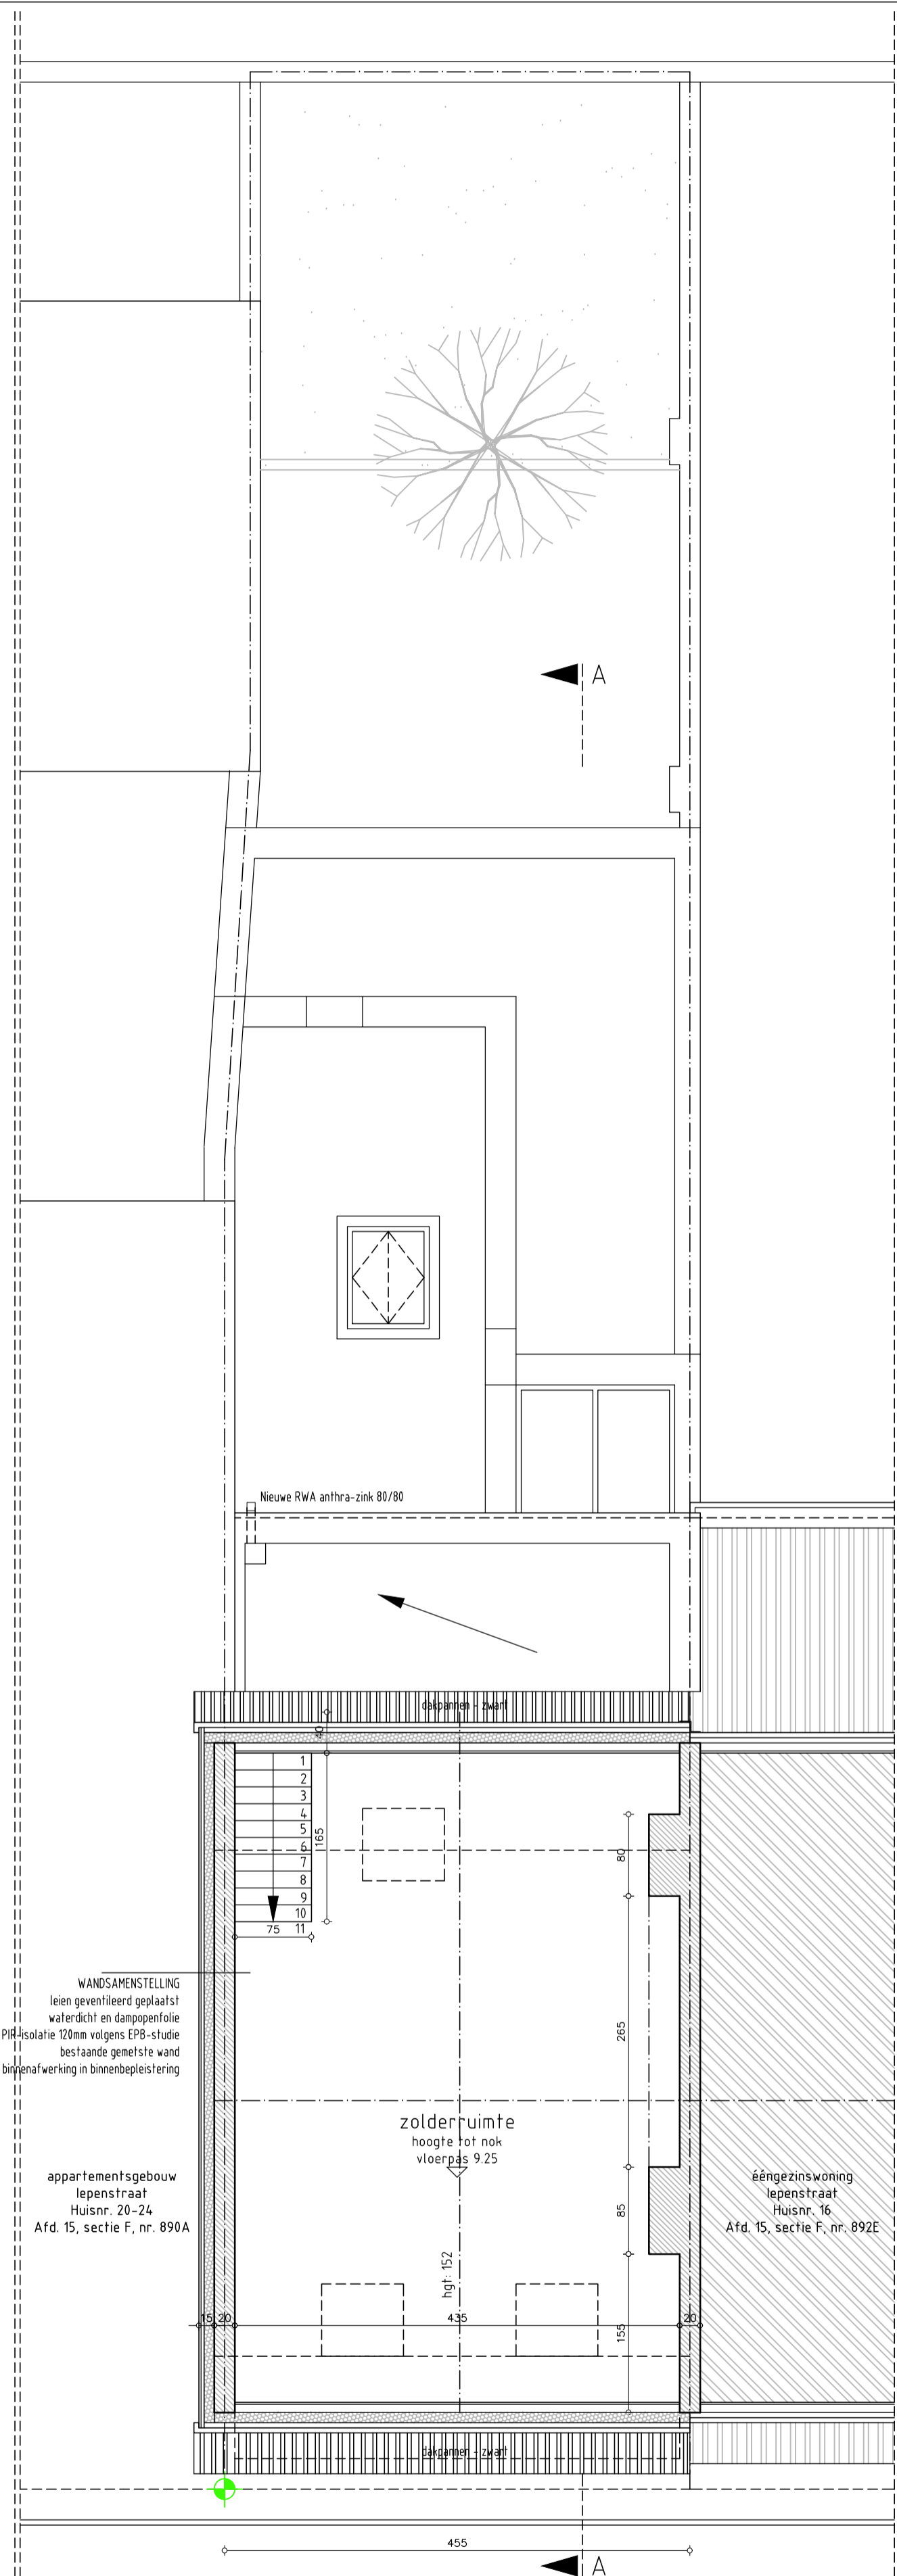 A
Nieuwe RWA anthra-zink 80/80
dakpannen - zwart
40
1
2
3
4
5
6
7
8
9
10
11
165
75
80
WANDSAMENSTELLING
leien geventileerd geplaatst
waterdicht en dampopenfolie
PIR-isolatie 120mm volgens EPB-studie
bestaande gemetste wand
binnenafwerking in binnenbepleistering
265
zolderruimte
hoogte tot nok
vloerpas 9.25
appartementsgebouw
Iepenstraat
Huisnr. 20-24
Afd. 15, sectie F, nr. 890A
ééngezinswoning
Iepenstraat
Huisnr. 16
Afd. 15, sectie F, nr. 892E
85
hgt: 152
15
20
435
20
155
dakpannen - zwart
455
A